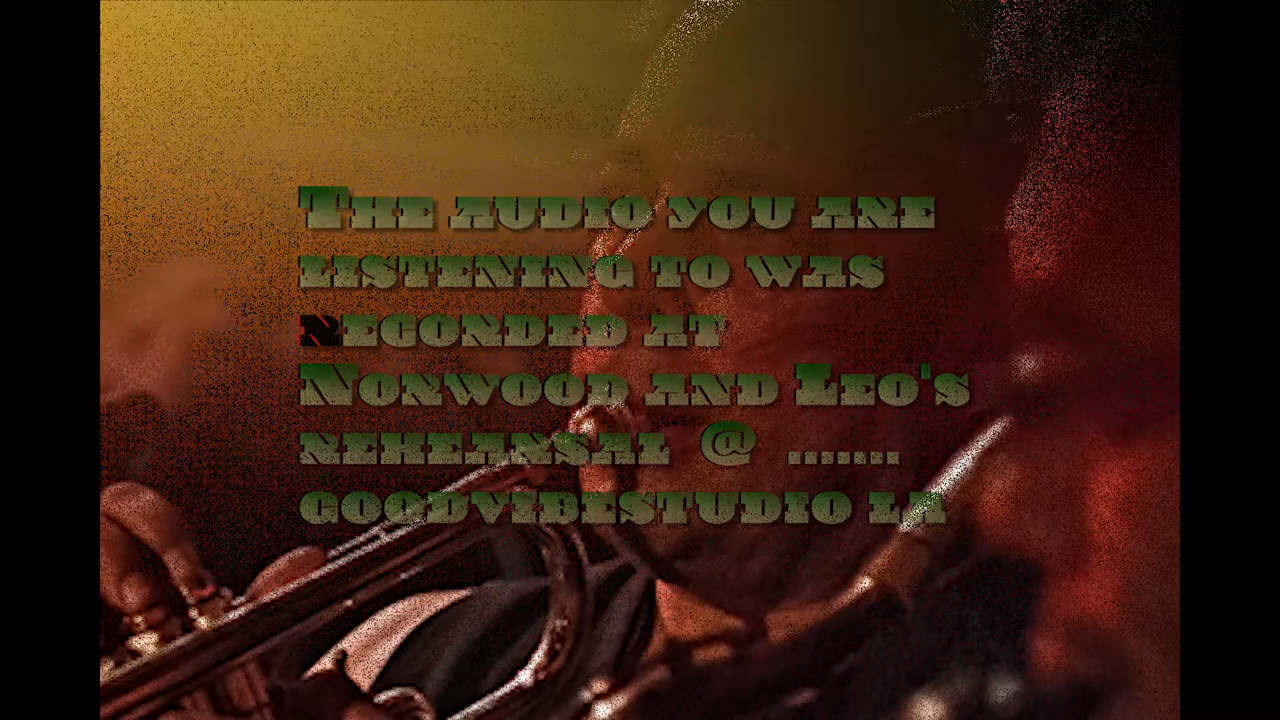 The audio you are
listening to was
recorded at
Norwood and Leo's
rehearsal @ .......
goodvibestudio la